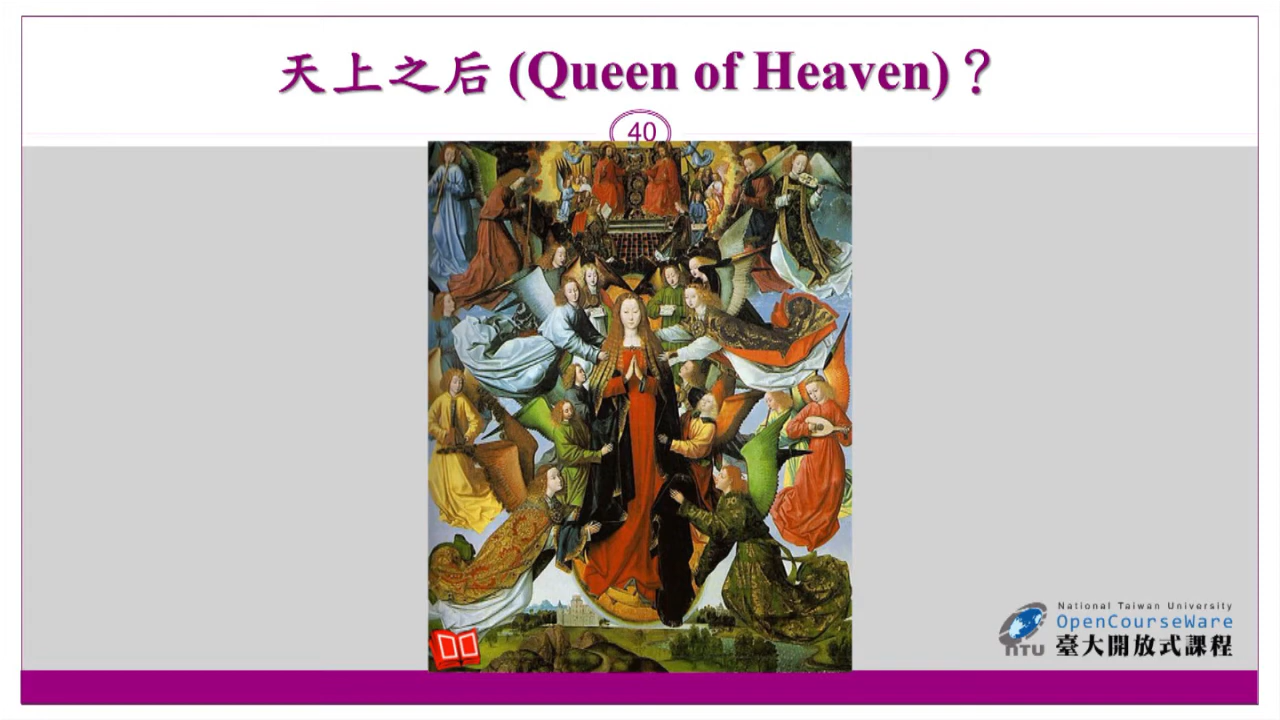 天上之后 (Queen of Heaven)？
40
National Taiwan University
OpenCourseWare
NTU 臺大開放式課程